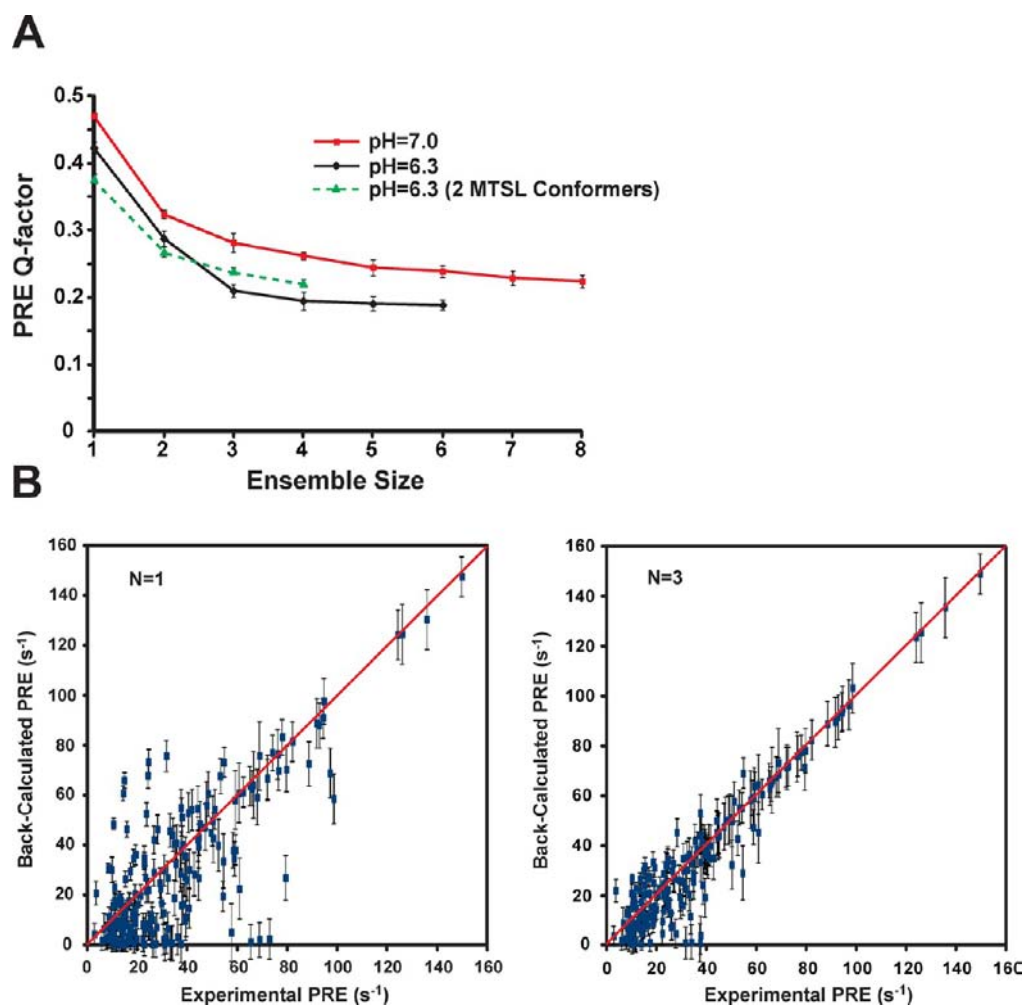 A
PRE Q-factor
0.5
0.4
0.3
0.2
0.1
0
pH=7.0
pH=6.3
pH=6.3 (2 MTSL Conformers)
1 2 3 4 5 6 7 8
Ensemble Size
B
Back-Calculated PRE (s-1)
160
140
120
100
80
60
40
20
0
N=1
0 20 40 60 80 100 120 140 160
Experimental PRE (s-1)
Back-Calculated PRE (s-1)
160
140
120
100
80
60
40
20
0
N=3
0 20 40 60 80 100 120 140 160
Experimental PRE (s-1)